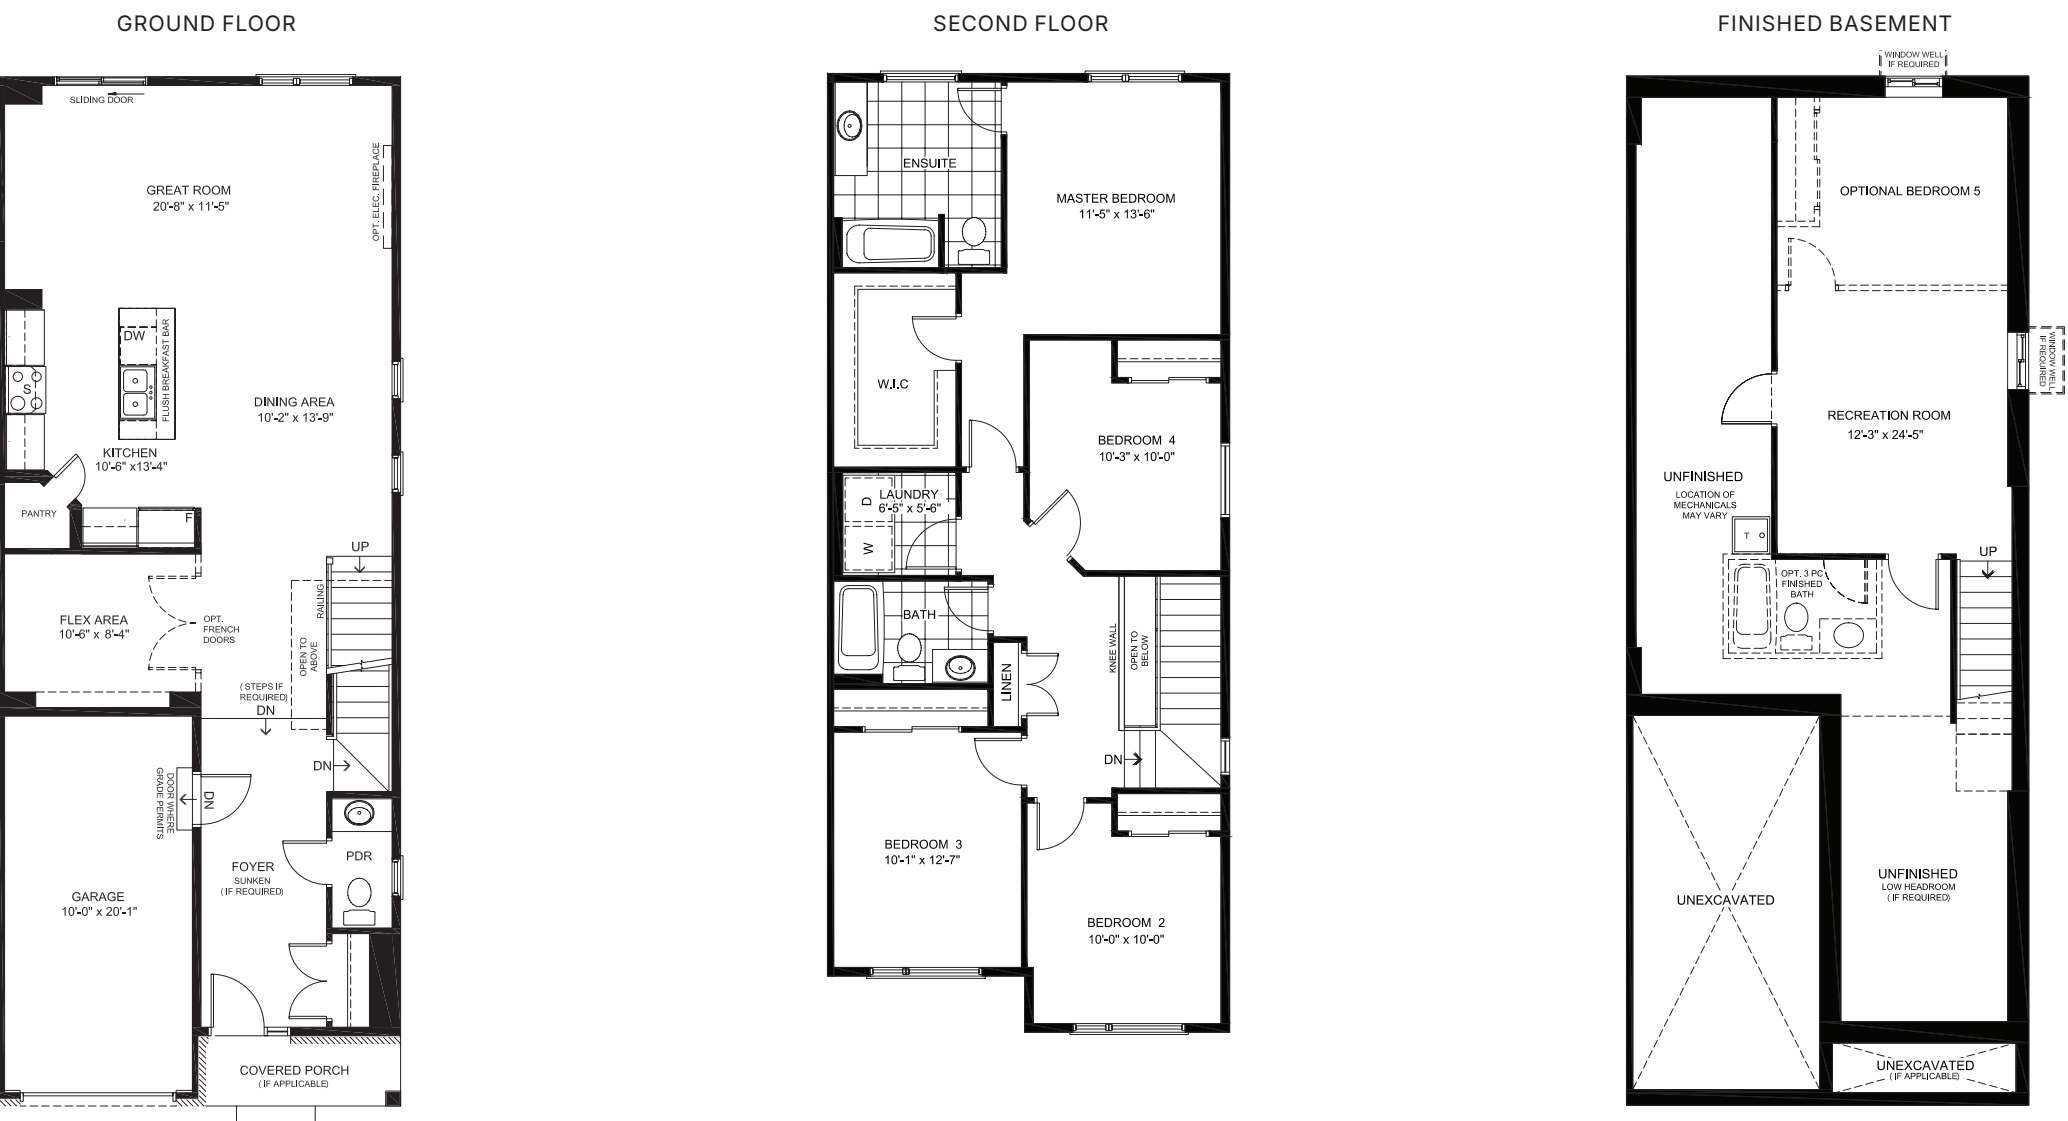 GROUND FLOOR
SLIDING DOOR
GREAT ROOM
20'-8" x 11'-5"
OPT. ELEC. FIREPLACE
DW
FLUSH BREAKFAST BAR
S
DINING AREA
10'-2" x 13'-9"
KITCHEN
10'-6" x13'-4"
PANTRY
F
UP
RAILING
FLEX AREA
10'-6" x 8'-4"
OPT.
FRENCH
DOORS
OPEN TO
ABOVE
( STEPS IF
REQUIRED)
DN
DN
DOOR WHERE
GRADE PERMITS
DN
PDR
FOYER
SUNKEN
( IF REQUIRED)
GARAGE
10'-0" x 20'-1"
COVERED PORCH
( IF APPLICABLE)
SECOND FLOOR
ENSUITE
MASTER BEDROOM
11'-5" x 13'-6"
W.I.C
BEDROOM 4
10'-3" x 10'-0"
D
LAUNDRY
6'-5" x 5'-6"
W
BATH
KNEE WALL
OPEN TO
BELOW
LINEN
DN
BEDROOM 3
10'-1" x 12'-7"
BEDROOM 2
10'-0" x 10'-0"
FINISHED BASEMENT
WINDOW WELL
IF REQUIRED
OPTIONAL BEDROOM 5
WINDOW WELL
IF REQUIRED
RECREATION ROOM
12'-3" x 24'-5"
UNFINISHED
LOCATION OF
MECHANICALS
MAY VARY
T
UP
OPT. 3 PC
FINISHED
BATH
UNFINISHED
LOW HEADROOM
( IF REQUIRED)
UNEXCAVATED
UNEXCAVATED
( IF APPLICABLE)